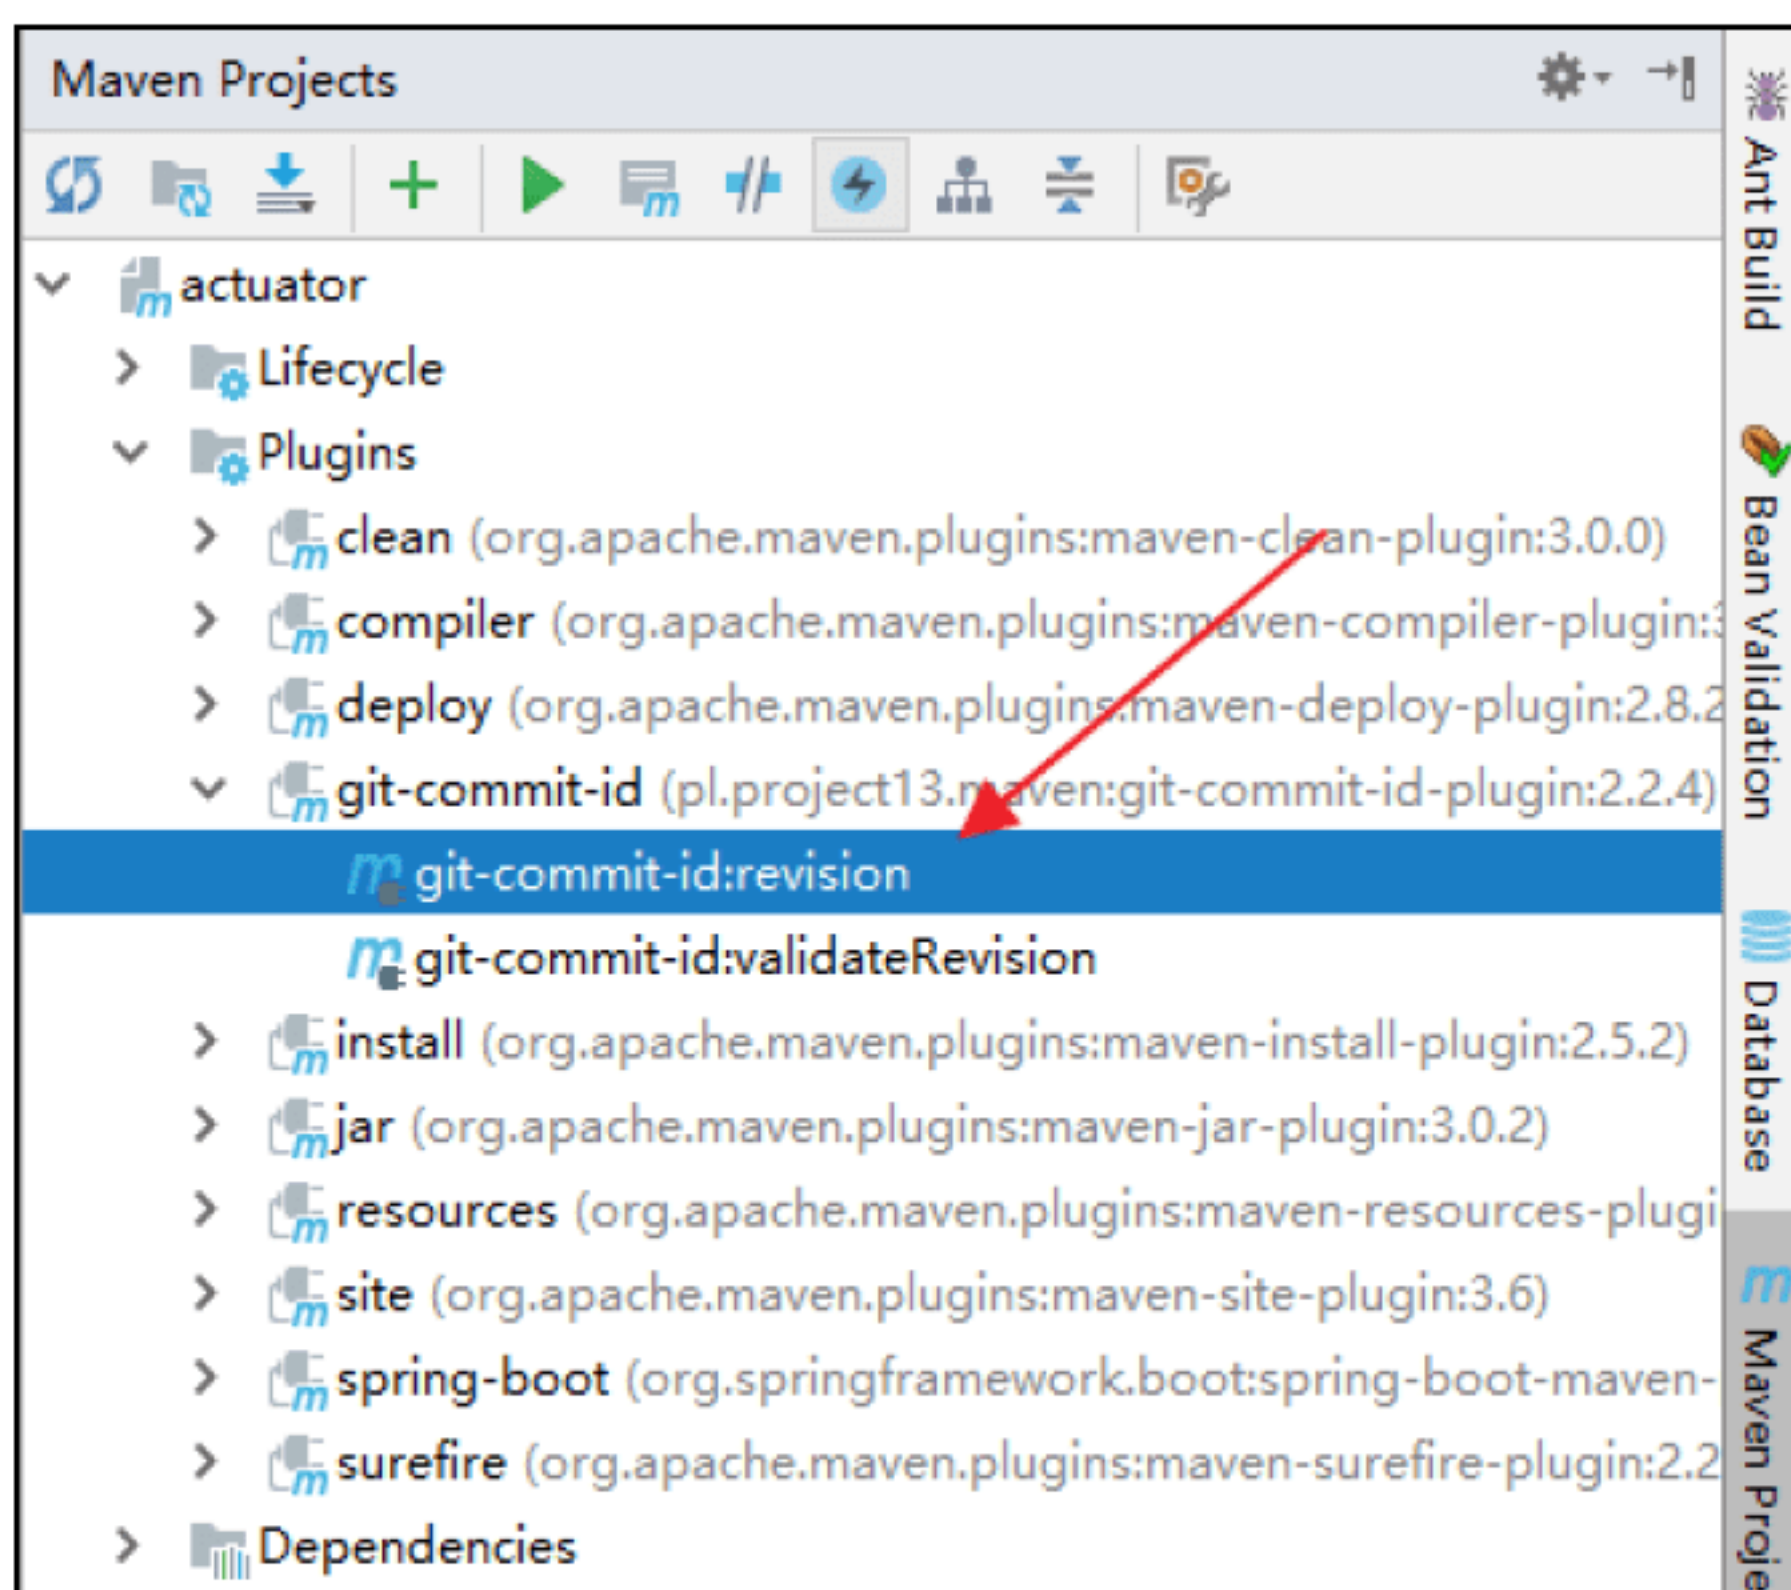 Maven Projects
actuator
Lifecycle
Plugins
clean (org.apache.maven.plugins:maven-clean-plugin:3.0.0)
compiler (org.apache.maven.plugins:maven-compiler-plugin:
deploy (org.apache.maven.plugins:maven-deploy-plugin:2.8.2
git-commit-id (pl.project13.maven:git-commit-id-plugin:2.2.4)
git-commit-id:revision
git-commit-id:validateRevision
install (org.apache.maven.plugins:maven-install-plugin:2.5.2)
jar (org.apache.maven.plugins:maven-jar-plugin:3.0.2)
resources (org.apache.maven.plugins:maven-resources-plugi
site (org.apache.maven.plugins:maven-site-plugin:3.6)
spring-boot (org.springframework.boot:spring-boot-maven-
surefire (org.apache.maven.plugins:maven-surefire-plugin:2.2
Dependencies
Ant Build
Bean Validation
Database
Maven Proje